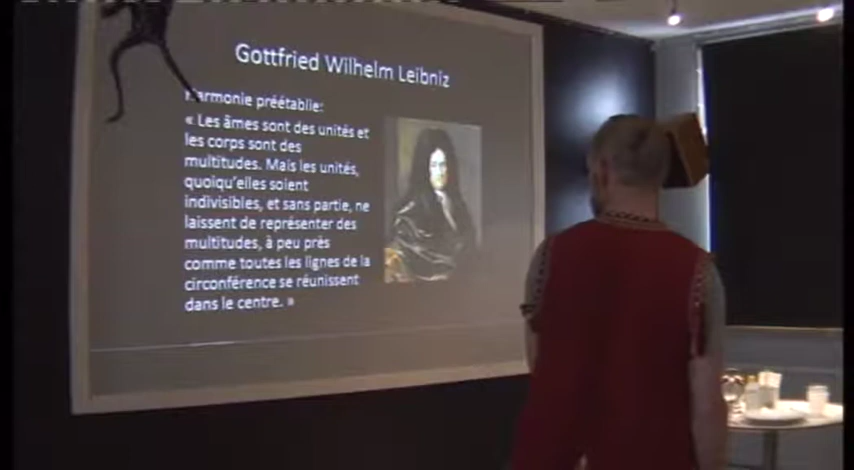 Gottfried Wilhelm Leibniz
Harmonie préétablie:
« Les âmes sont des unités et
les corps sont des
multitudes. Mais les unités,
quoiqu'elles soient
indivisibles, et sans partie, ne
laissent de représenter des
multitudes, à peu près
comme toutes les lignes de la
circonférence se réunissent
dans le centre. »